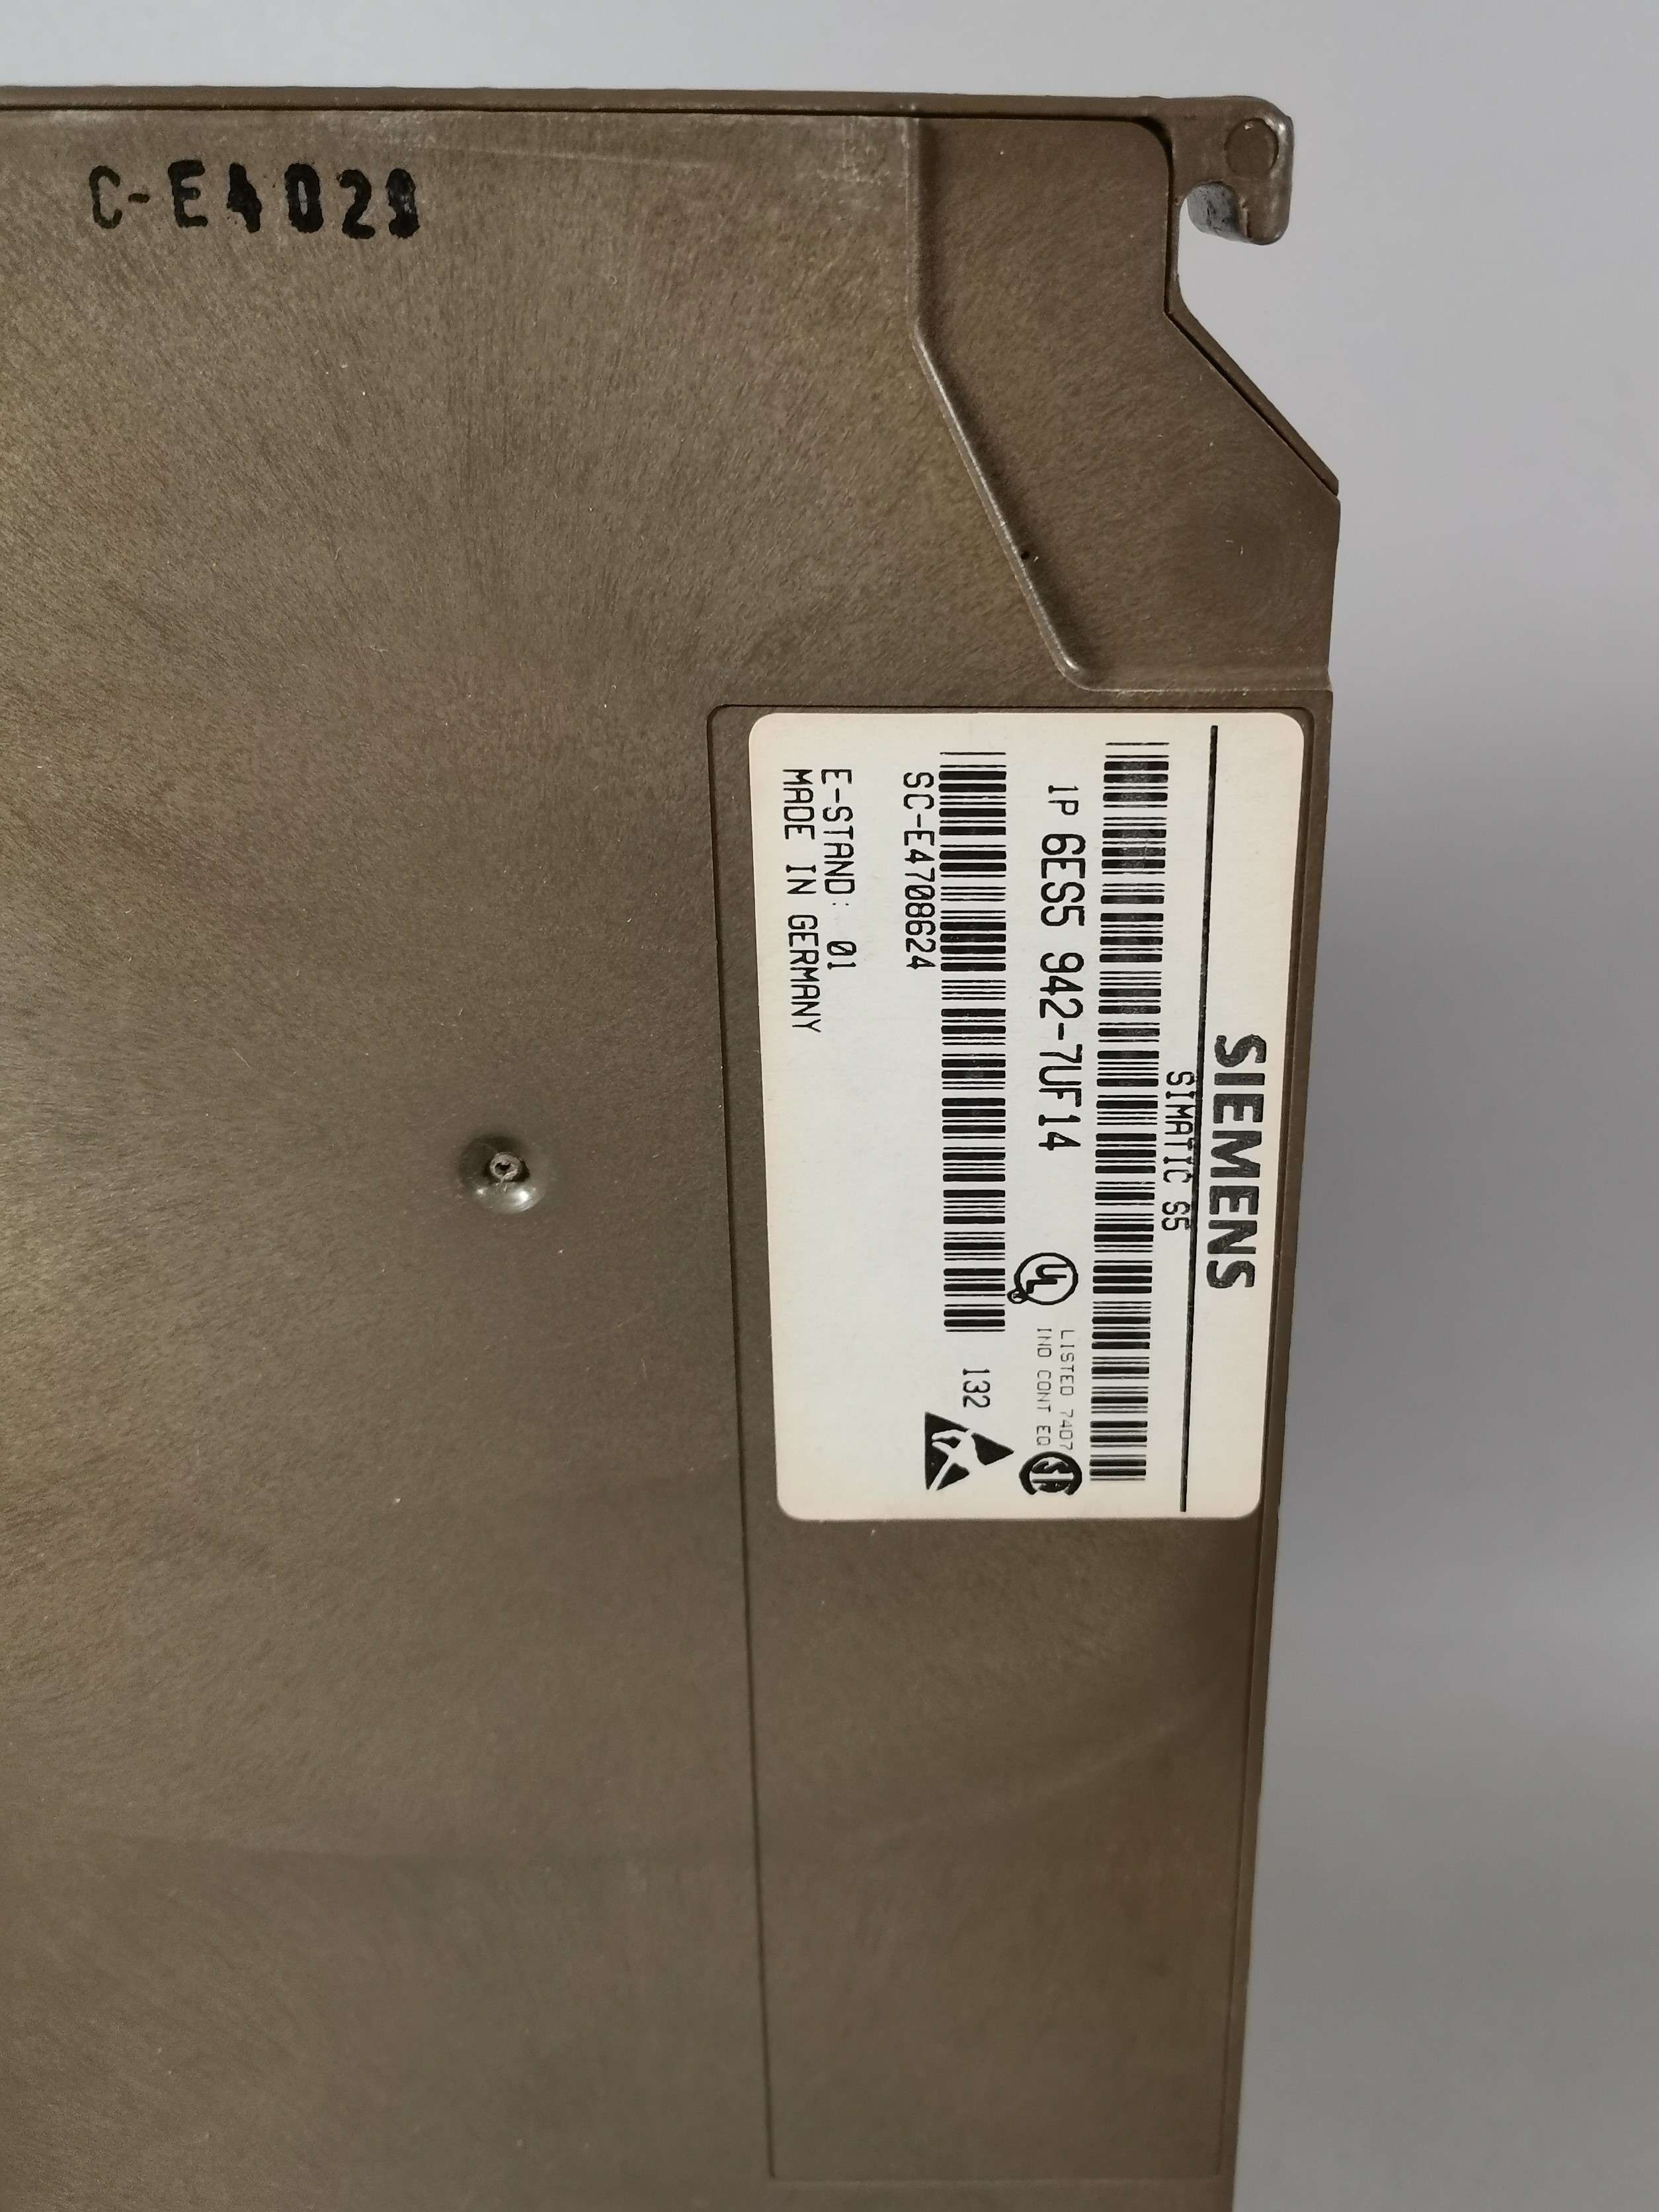 C-E4029
SIEMENS
SIMATIC S5
1P 6ES5 942-7UF14
UL
LISTED 7407
IND CONT EQ
SC-E4708624
132
E-STAND: 01
MADE IN GERMANY